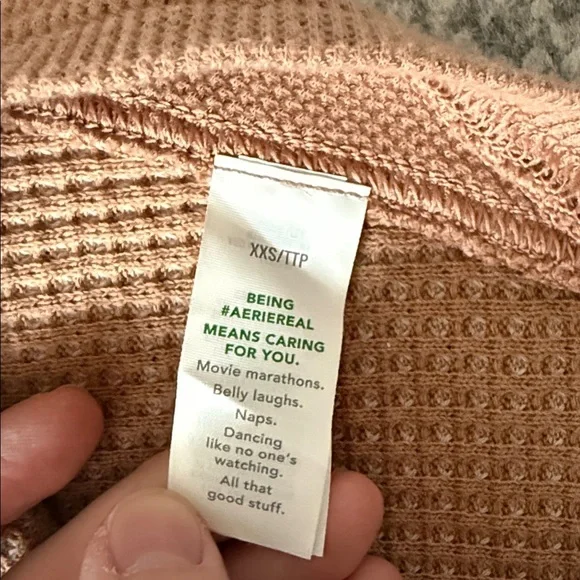 XXS/TTP
BEING
#AERIEREAL
MEANS CARING
FOR YOU.
Movie marathons.
Belly laughs.
Naps.
Dancing
like no one's
watching.
All that
good stuff.